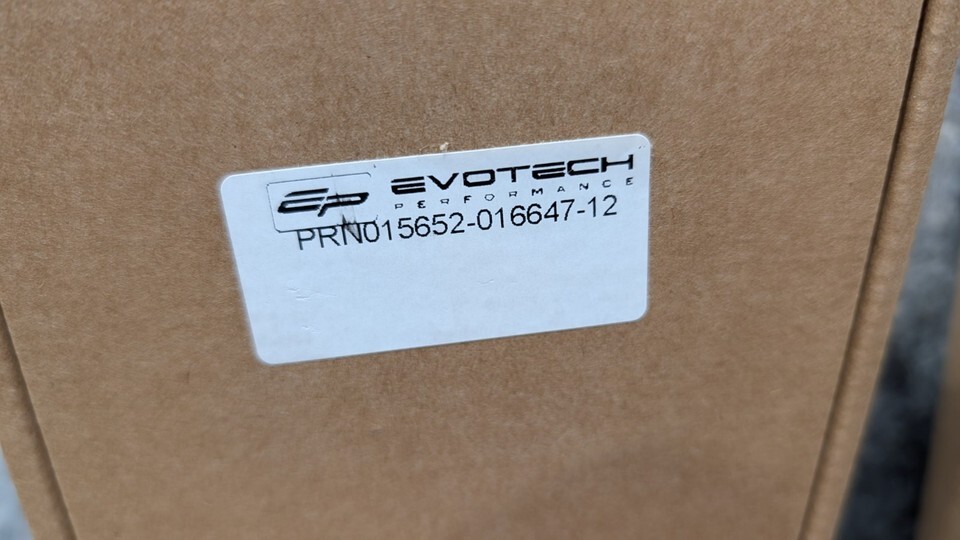 EP EVOTECH
PERFORMANCE
PRN015652-016647-12